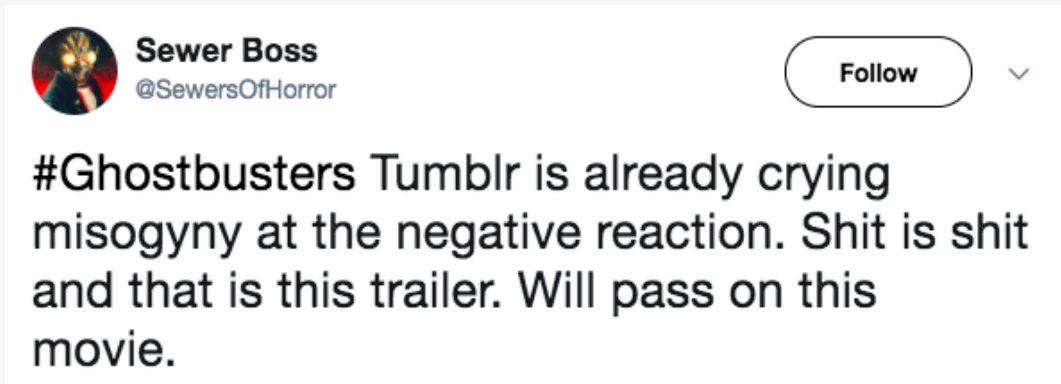 Sewer Boss
@SewersOfHorror
Follow
#Ghostbusters Tumblr is already crying
misogyny at the negative reaction. Shit is shit
and that is this trailer. Will pass on this
movie.